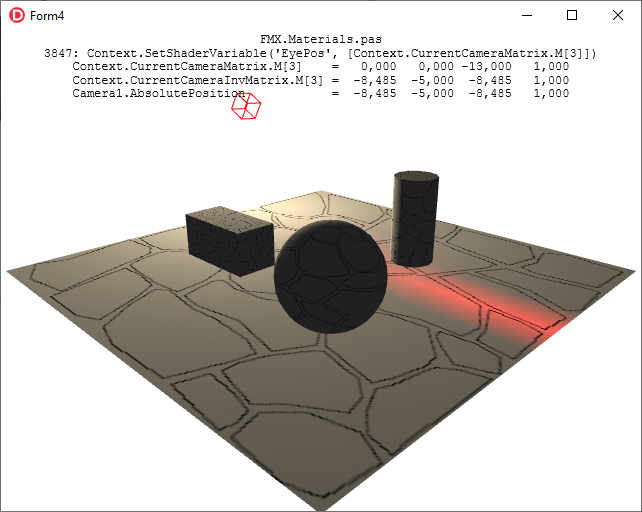 Form4
FMX.Materials.pas
3847: Context.SetShaderVariable('EyePos', [Context.CurrentCameraMatrix.M[3]])
Context.CurrentCameraMatrix.M[3] = 0,000 0,000 -13,000 1,000
Context.CurrentCameraInvMatrix.M[3] = -8,485 -5,000 -8,485 1,000
Camera1.AbsolutePosition = -8,485 -5,000 -8,485 1,000